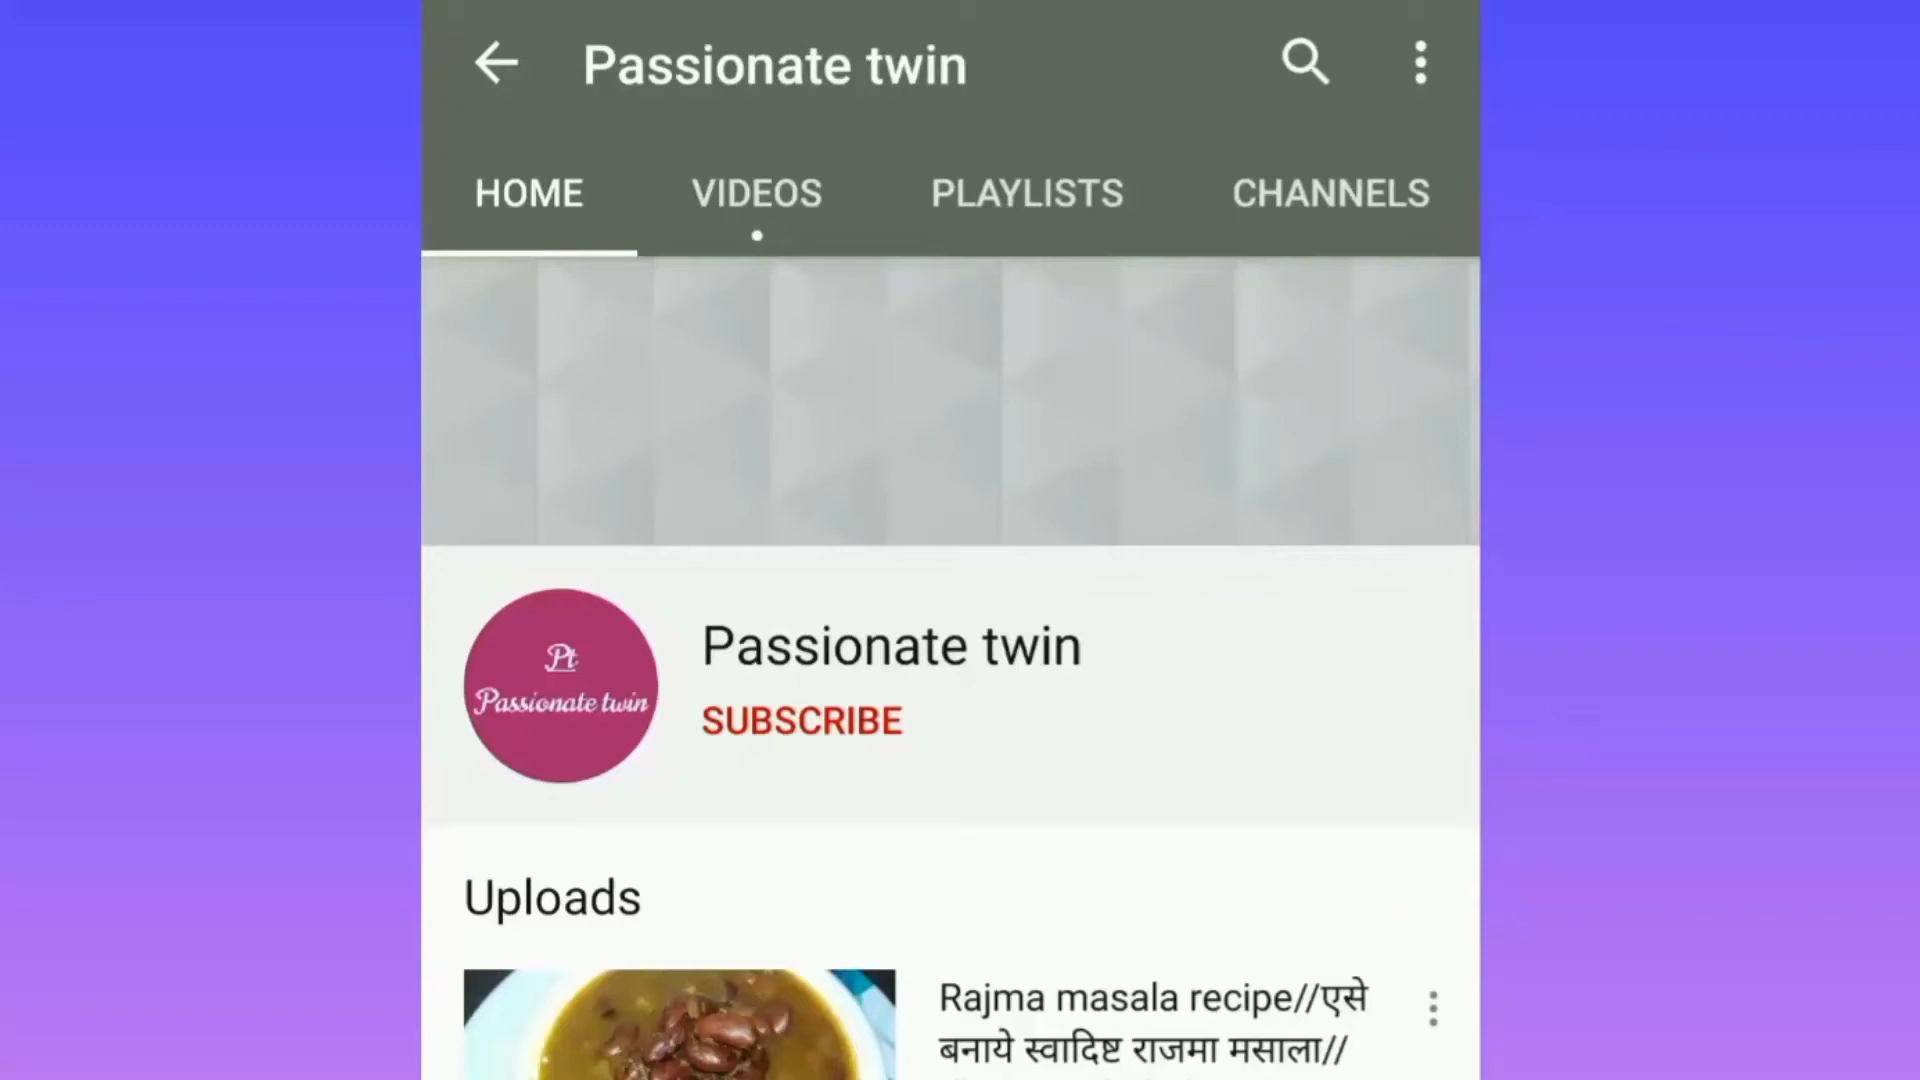 Passionate twin
HOME VIDEOS PLAYLISTS CHANNELS
Pt
Passionate twin
Passionate twin
SUBSCRIBE
Uploads
Rajma masala recipe//एसे
बनाये स्वादिष्ट राजमा मसाला//